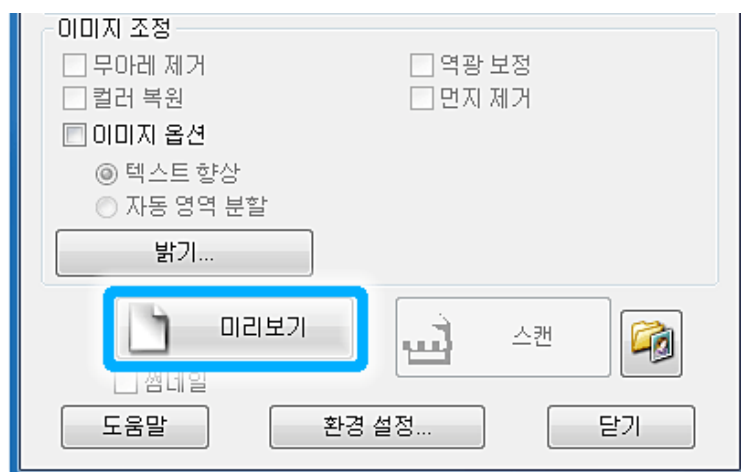 이미지 조정
무아레 제거 역광 보정
컬러 복원 먼지 제거
이미지 옵션
텍스트 향상
자동 영역 분할
밝기...
미리보기 스캔
썸네일
도움말 환경 설정... 닫기